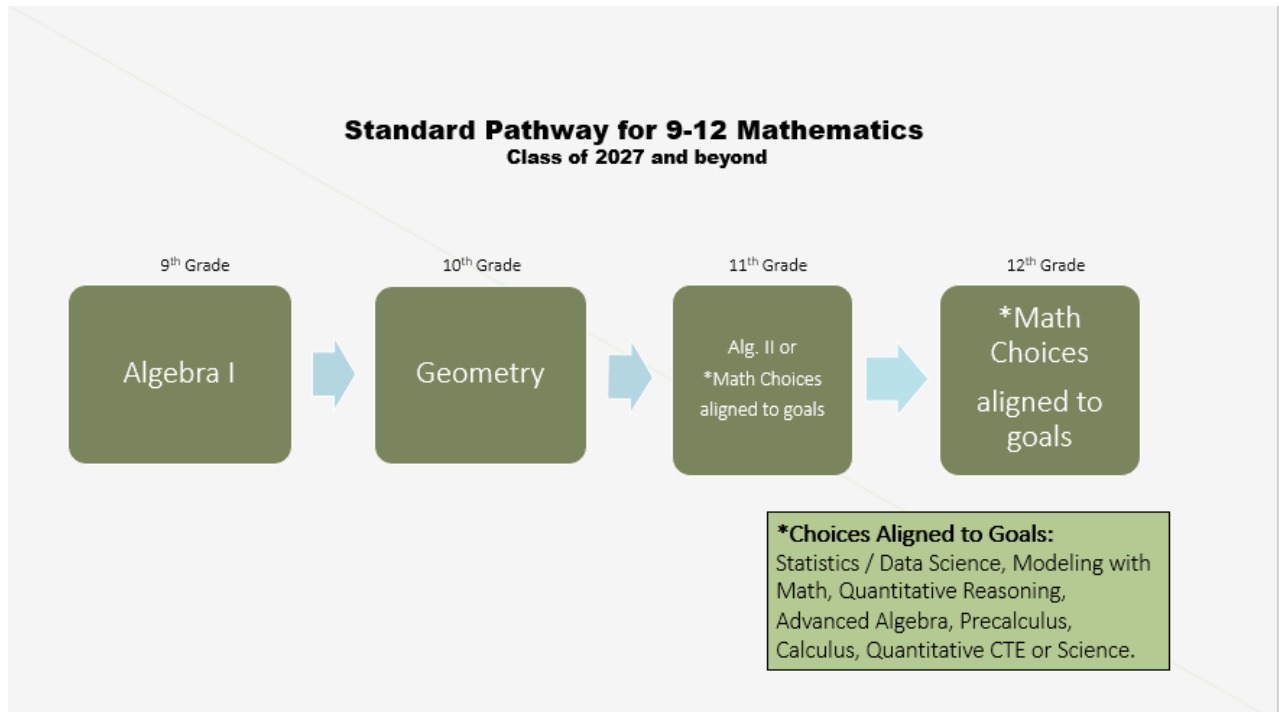 Standard Pathway for 9-12 Mathematics
Class of 2027 and beyond
9th Grade
10th Grade
11th Grade
12th Grade
Algebra I
Geometry
Alg. II or
*Math Choices
aligned to goals
*Math
Choices
aligned to
goals
*Choices Aligned to Goals:
Statistics / Data Science, Modeling with
Math, Quantitative Reasoning,
Advanced Algebra, Precalculus,
Calculus, Quantitative CTE or Science.